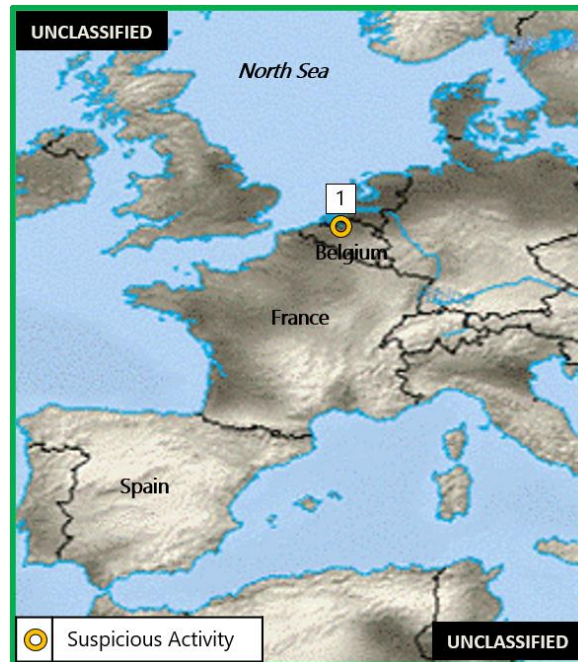 UNCLASSIFIED
North Sea
1
Belgium
France
Spain
Suspicious Activity
UNCLASSIFIED